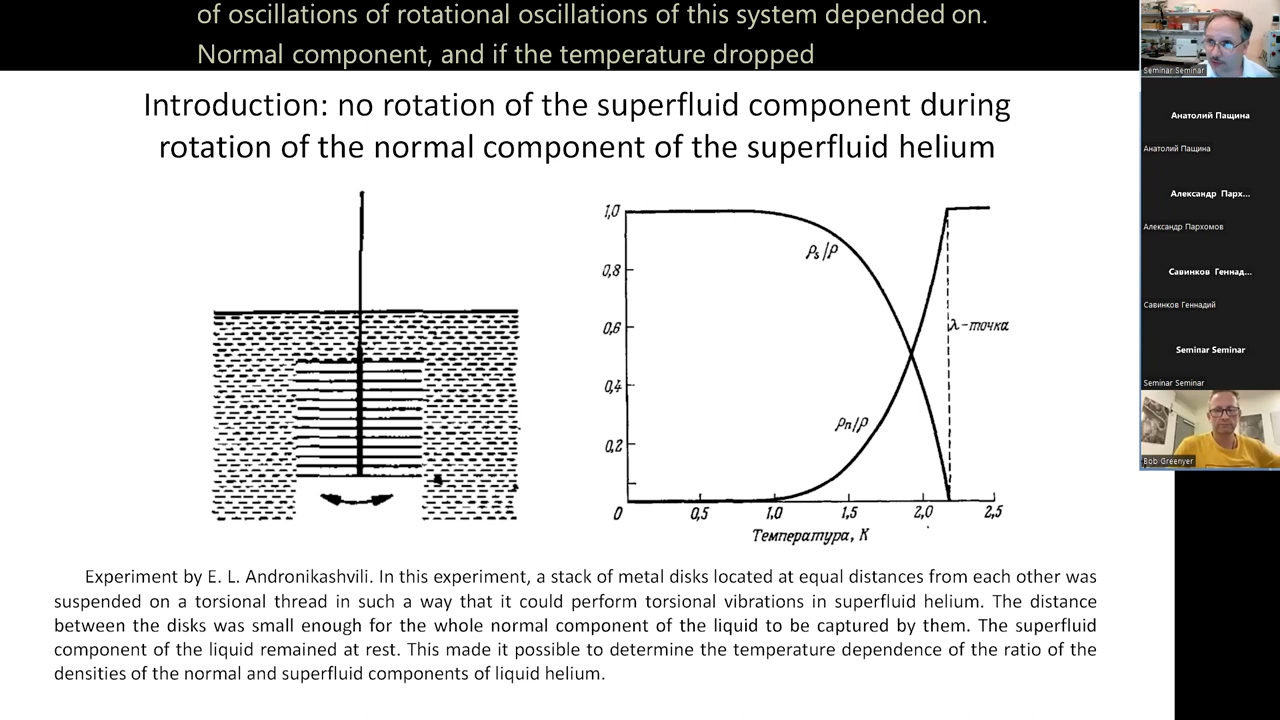 of oscillations of rotational oscillations of this system depended on.
Normal component, and if the temperature dropped
Introduction: no rotation of the superfluid component during
rotation of the normal component of the superfluid helium
1,0
0,8
0,6
0,4
0,2
0
0,5
1,0
1,5
2,0
2,5
ρs/ρ
λ-точка
ρn/ρ
Температура, К
Experiment by E. L. Andronikashvili. In this experiment, a stack of metal disks located at equal distances from each other was
suspended on a torsional thread in such a way that it could perform torsional vibrations in superfluid helium. The distance
between the disks was small enough for the whole normal component of the liquid to be captured by them. The superfluid
component of the liquid remained at rest. This made it possible to determine the temperature dependence of the ratio of the
densities of the normal and superfluid components of liquid helium.
Seminar Seminar
Анатолий Пащина
Анатолий Пащина
Александр Парх...
Александр Пархомов
Савинков Геннад...
Савинков Геннадий
Seminar Seminar
Seminar Seminar
Bob Greenyer